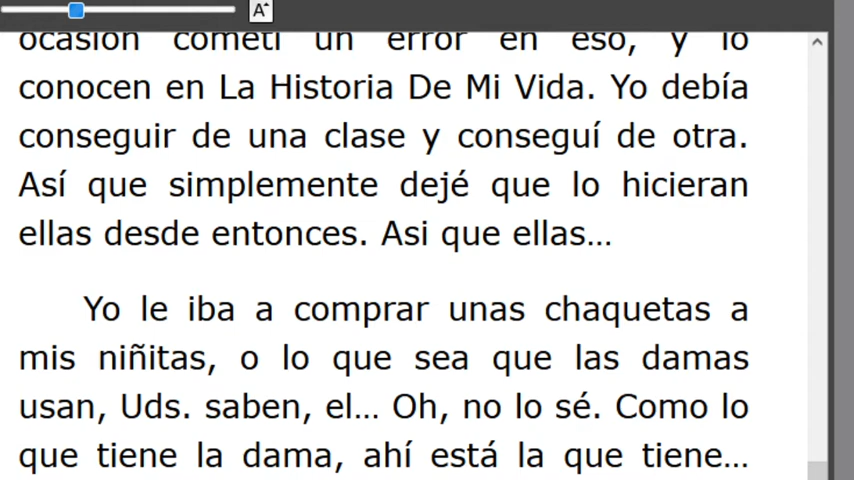 A
ocasión cometí un error en eso, y lo
conocen en La Historia De Mi Vida. Yo debía
conseguir de una clase y conseguí de otra.
Así que simplemente dejé que lo hicieran
ellas desde entonces. Asi que ellas…
Yo le iba a comprar unas chaquetas a
mis niñitas, o lo que sea que las damas
usan, Uds. saben, el… Oh, no lo sé. Como lo
que tiene la dama, ahí está la que tiene…